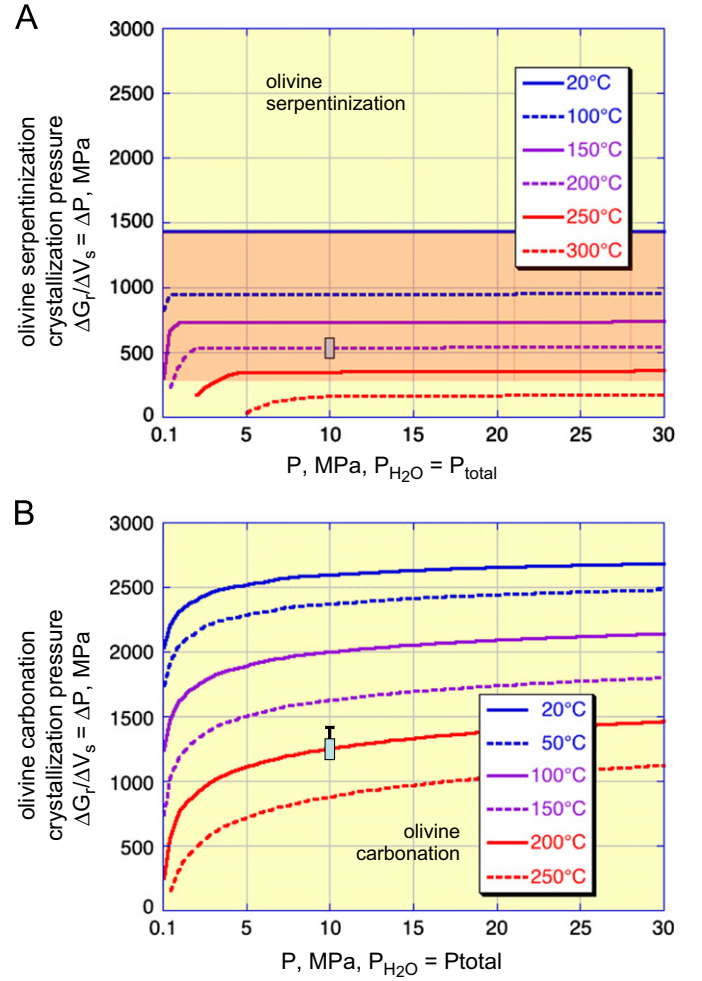 A
olivine serpentinization
crystallization pressure
ΔGr/ΔVs = ΔP, MPa
3000
2500
2000
1500
1000
500
0
olivine
serpentinization
20°C
100°C
150°C
200°C
250°C
300°C
0.1
5
10
15
20
25
30
P, MPa, PH2O = Ptotal
B
olivine carbonation
crystallization pressure
ΔGr/ΔVs = ΔP, MPa
3000
2500
2000
1500
1000
500
0
20°C
50°C
100°C
150°C
200°C
250°C
olivine
carbonation
0.1
5
10
15
20
25
30
P, MPa, PH2O = Ptotal